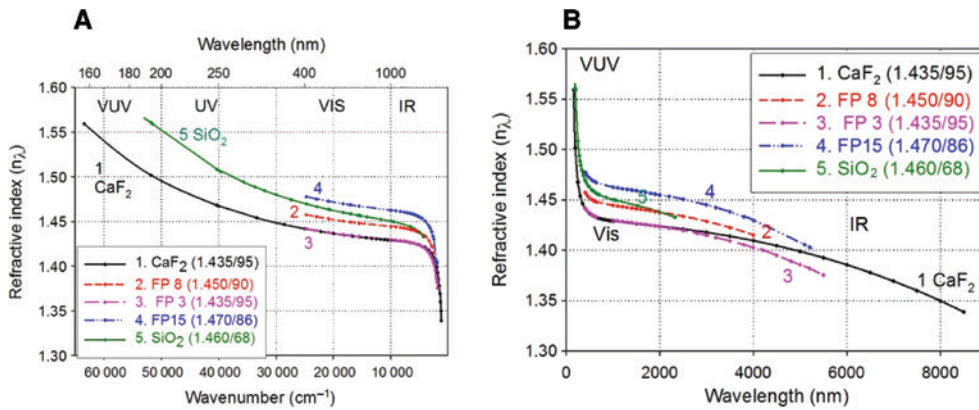 A
Wavelength (nm)
160 180 200 250 400 1000
1.60
1.55
1.50
1.45
1.40
1.35
1.30
Refractive index (nλ)
VUV UV VIS IR
5 SiO₂
1
CaF₂
4
2
3
1. CaF₂ (1.435/95)
2. FP 8 (1.450/90)
3. FP 3 (1.435/95)
4. FP15 (1.470/86)
5. SiO₂ (1.460/68)
60 000 50 000 40 000 30 000 20 000 10 000
Wavenumber (cm⁻¹)
B
1.60
1.55
1.50
1.45
1.40
1.35
1.30
Refractive index (nλ)
VUV
1. CaF₂ (1.435/95)
2. FP 8 (1.450/90)
3. FP 3 (1.435/95)
4. FP15 (1.470/86)
5. SiO₂ (1.460/68)
5
4
Vis
2
IR
3
1 CaF₂
0 2000 4000 6000 8000
Wavelength (nm)